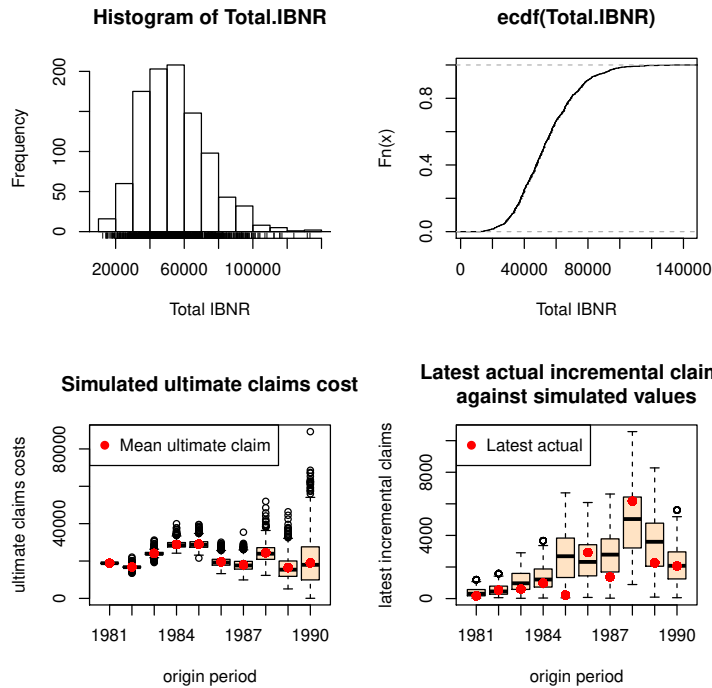 Histogram of Total.IBNR
Frequency
0
50
100
200
20000
60000
100000
Total IBNR
ecdf(Total.IBNR)
Fn(x)
0.0
0.4
0.8
0
40000
80000
140000
Total IBNR
Simulated ultimate claims cost
Mean ultimate claim
ultimate claims costs
0
40000
80000
1981
1984
1987
1990
origin period
Latest actual incremental claim
against simulated values
Latest actual
latest incremental claims
0
4000
8000
1981
1984
1987
1990
origin period